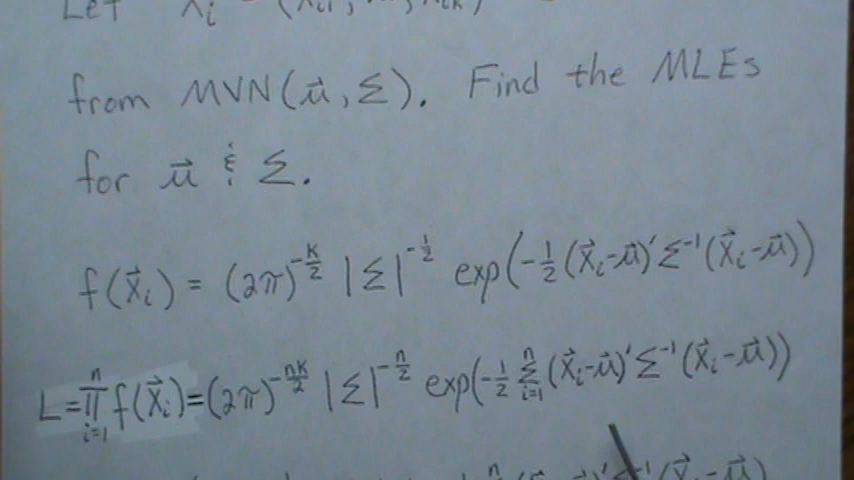 Let
from MVN(μ⃗, Σ). Find the MLEs
for μ⃗ & Σ.
f(x⃗ᵢ) = (2π)^(-k/2) |Σ|^(-1/2) exp(-1/2 (x⃗ᵢ-μ⃗)′ Σ⁻¹ (x⃗ᵢ-μ⃗))
L = ∏ᵢ₌₁ⁿ f(x⃗ᵢ) = (2π)^(-nk/2) |Σ|^(-n/2) exp(-1/2 Σᵢ₌₁ⁿ (x⃗ᵢ-μ⃗)′ Σ⁻¹ (x⃗ᵢ-μ⃗))